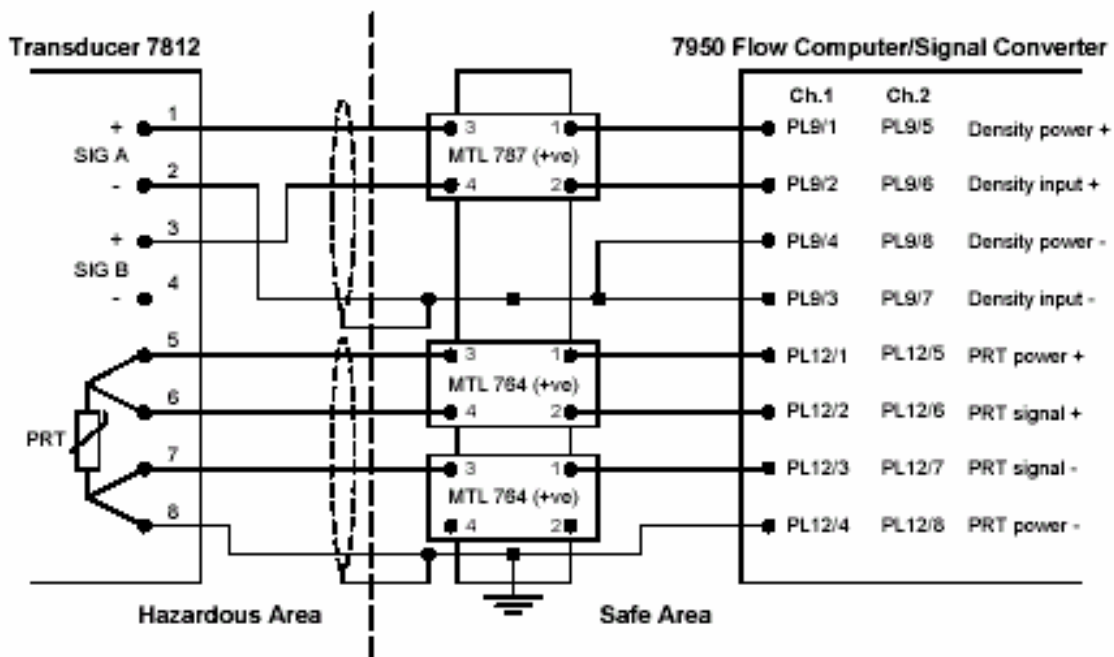 Transducer 7812
7950 Flow Computer/Signal Converter
Ch.1 Ch.2
1
+
SIG A
2
-
3
+
SIG B
4
-
5
6
PRT
7
8
3 1
MTL 787 (+ve)
4 2
3 1
MTL 764 (+ve)
4 2
3 1
MTL 764 (+ve)
4 2
PL9/1 PL9/5 Density power +
PL9/2 PL9/6 Density input +
PL9/4 PL9/8 Density power -
PL9/3 PL9/7 Density input -
PL12/1 PL12/5 PRT power +
PL12/2 PL12/6 PRT signal +
PL12/3 PL12/7 PRT signal -
PL12/4 PL12/8 PRT power -
Hazardous Area
Safe Area